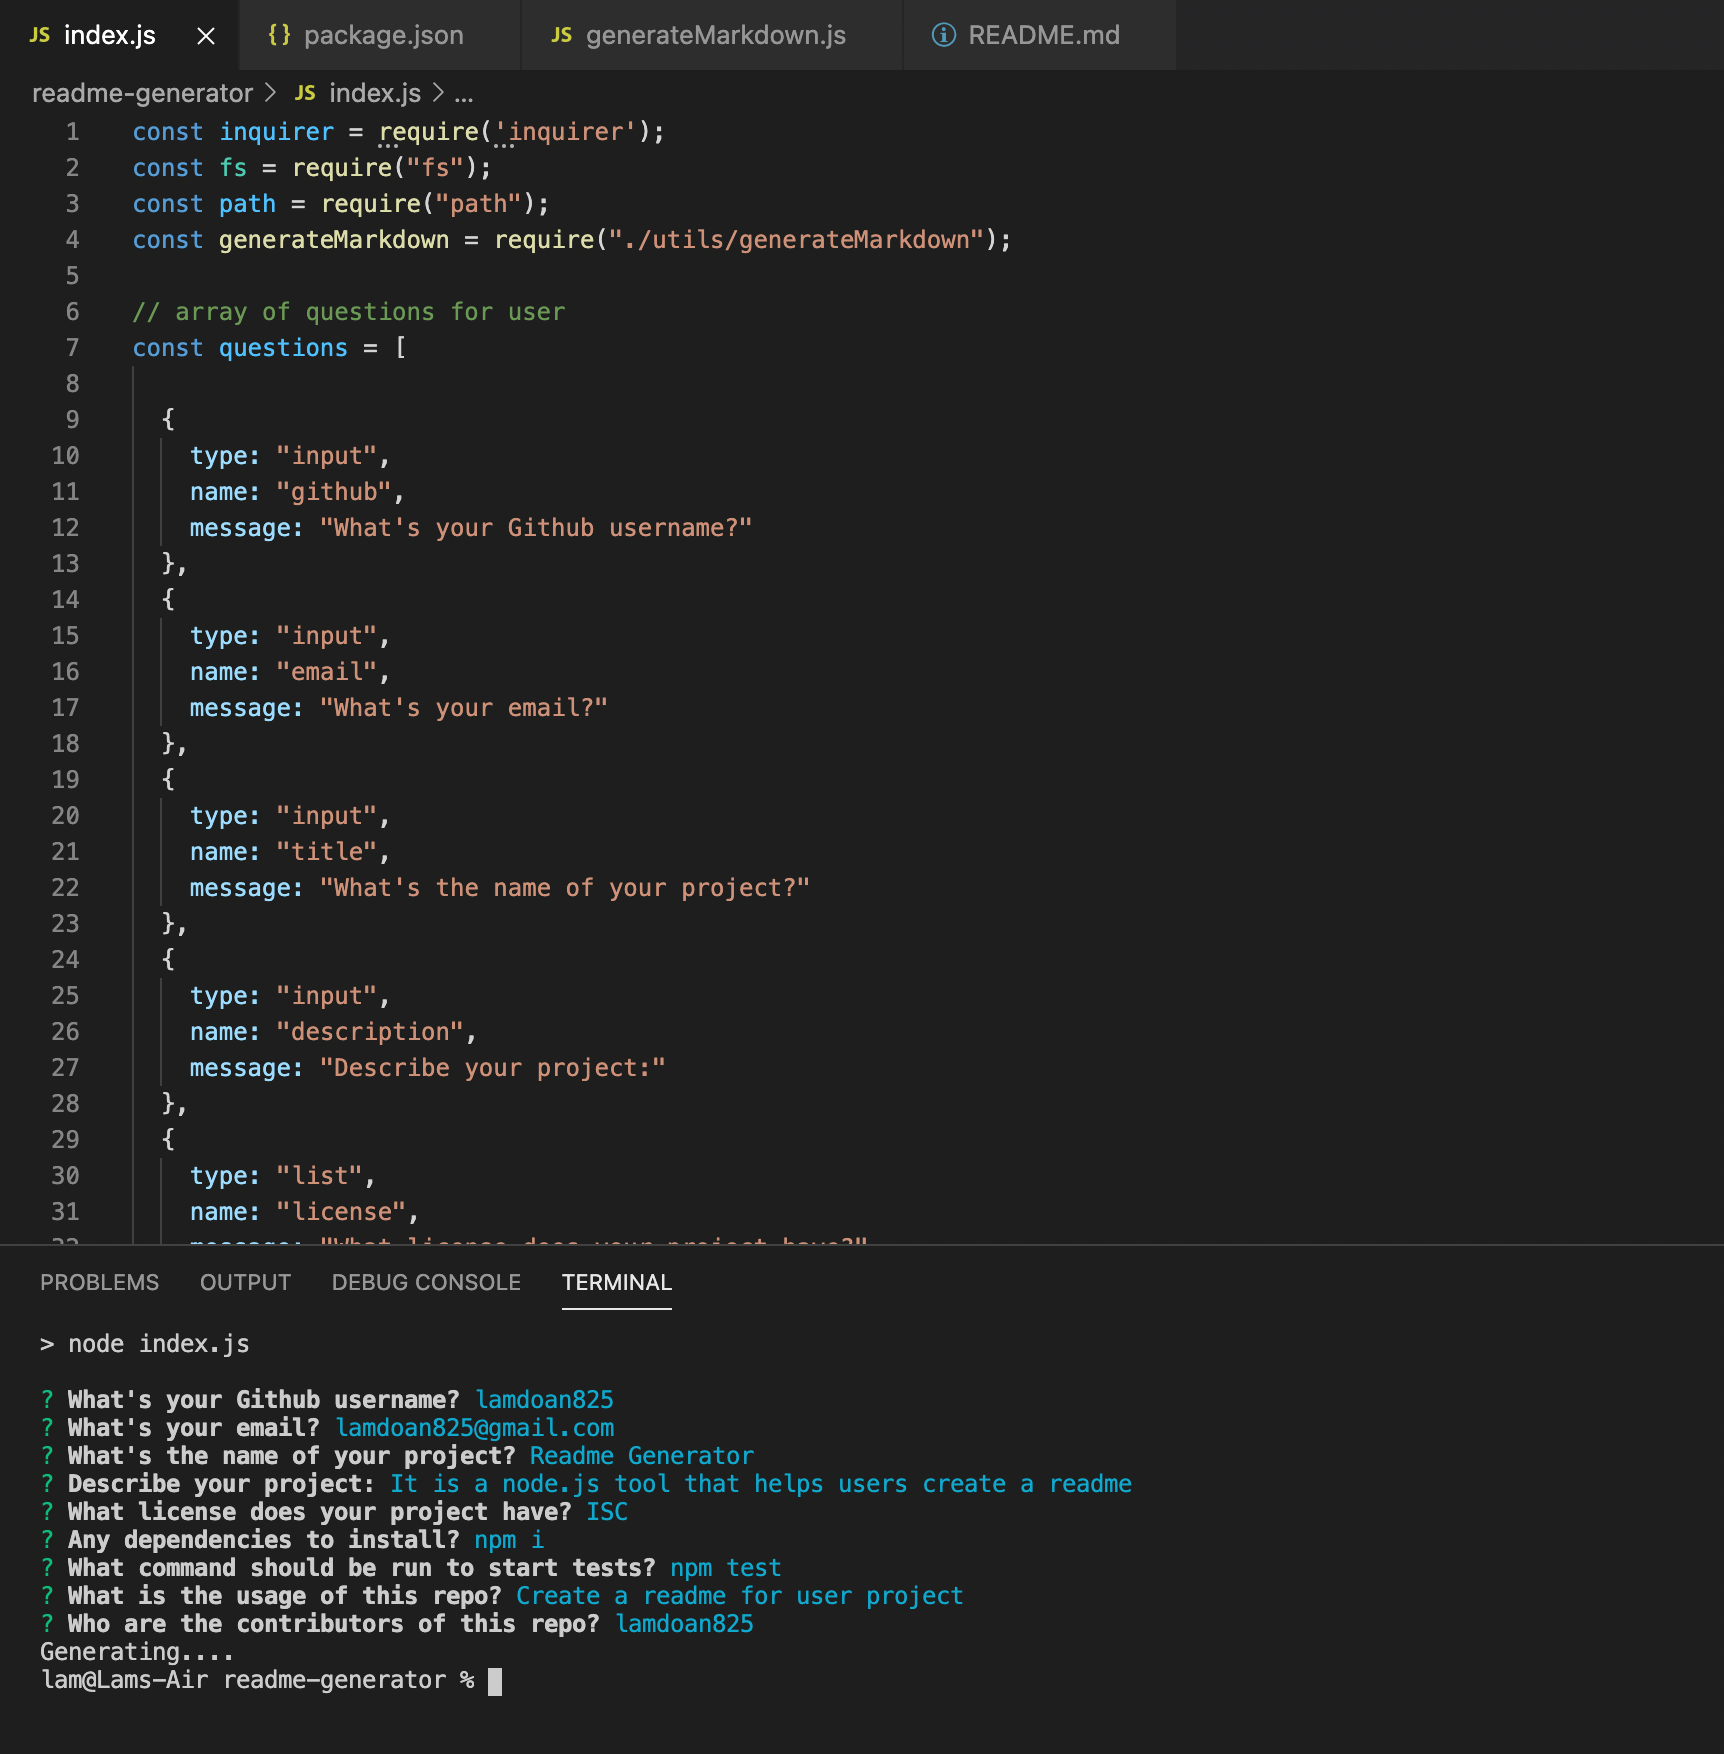 JS index.js × {} package.json JS generateMarkdown.js README.md
readme-generator > JS index.js > ...
1 const inquirer = require('inquirer');
2 const fs = require("fs");
3 const path = require("path");
4 const generateMarkdown = require("./utils/generateMarkdown");
5
6 // array of questions for user
7 const questions = [
8
9 {
10 type: "input",
11 name: "github",
12 message: "What's your Github username?"
13 },
14 {
15 type: "input",
16 name: "email",
17 message: "What's your email?"
18 },
19 {
20 type: "input",
21 name: "title",
22 message: "What's the name of your project?"
23 },
24 {
25 type: "input",
26 name: "description",
27 message: "Describe your project:"
28 },
29 {
30 type: "list",
31 name: "license",
32 message: "What license does your project have?"
PROBLEMS OUTPUT DEBUG CONSOLE TERMINAL
> node index.js
? What's your Github username? lamdoan825
? What's your email? lamdoan825@gmail.com
? What's the name of your project? Readme Generator
? Describe your project: It is a node.js tool that helps users create a readme
? What license does your project have? ISC
? Any dependencies to install? npm i
? What command should be run to start tests? npm test
? What is the usage of this repo? Create a readme for user project
? Who are the contributors of this repo? lamdoan825
Generating....
lam@Lams-Air readme-generator %